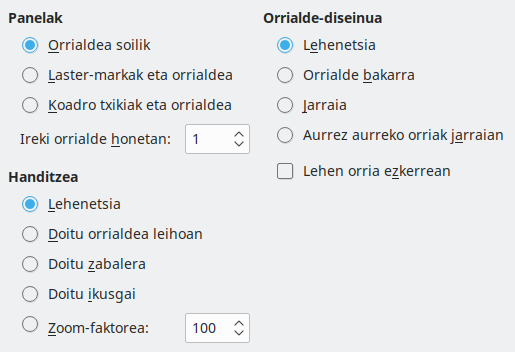 Panelak
Orrialdea soilik
Laster-markak eta orrialdea
Koadro txikiak eta orrialdea
Ireki orrialde honetan: 1
Handitzea
Lehenetsia
Doitu orrialdea leihoan
Doitu zabalera
Doitu ikusgai
Zoom-faktorea: 100
Orrialde-diseinua
Lehenetsia
Orrialde bakarra
Jarraia
Aurrez aurreko orriak jarraian
Lehen orria ezkerrean